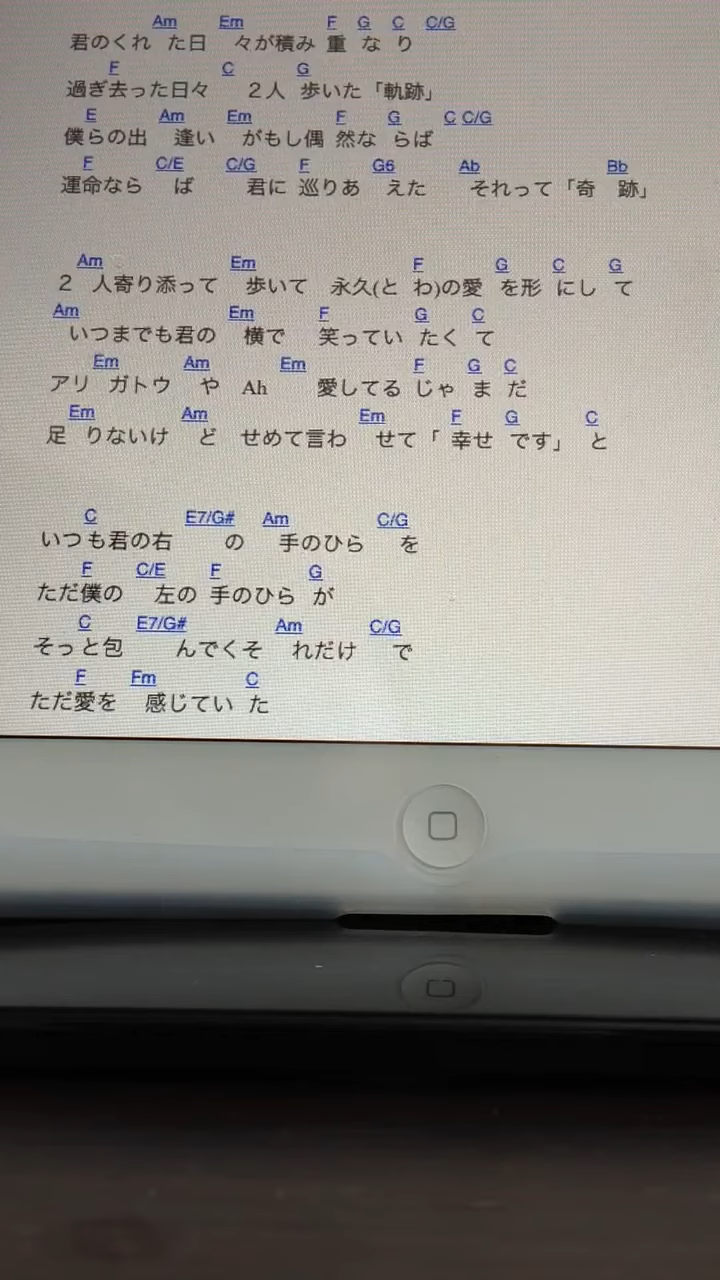 Am Em F G C C/G
君のくれ た日 々が積み 重 な り
F C G
過ぎ去った日々 2人 歩いた「軌跡」
E Am Em F G C C/G
僕らの出 逢い がもし偶 然な らば
F C/E C/G F G6 Ab Bb
運命なら ば 君に 巡りあ えた それって「奇 跡」
Am Em F G C G
2 人寄り添って 歩いて 永久(と わ)の愛 を形 にし て
Am Em F G C
いつまでも君の 横で 笑ってい たく て
Em Am Em F G C
アリ ガトウ や Ah 愛してる じゃ ま だ
Em Am Em F G C
足 りないけ ど せめて言わ せて「 幸せ です」 と
C E7/G# Am C/G
いつも君の右 の 手のひら を
F C/E F G
ただ僕の 左の 手のひら が
C E7/G# Am C/G
そっと包 んでくそ れだけ で
F Fm C
ただ愛を 感じてい た